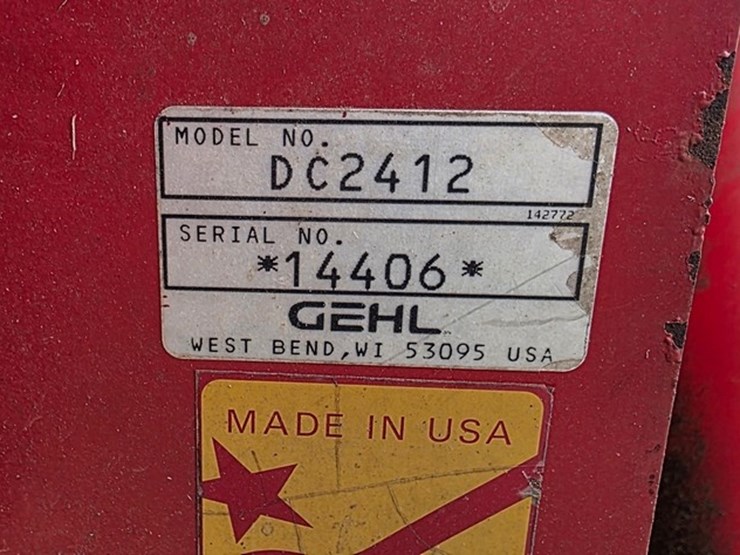 MODEL NO.
DC2412
142772
SERIAL NO.
*14406*
GEHL
WEST BEND, WI 53095 USA
MADE IN USA